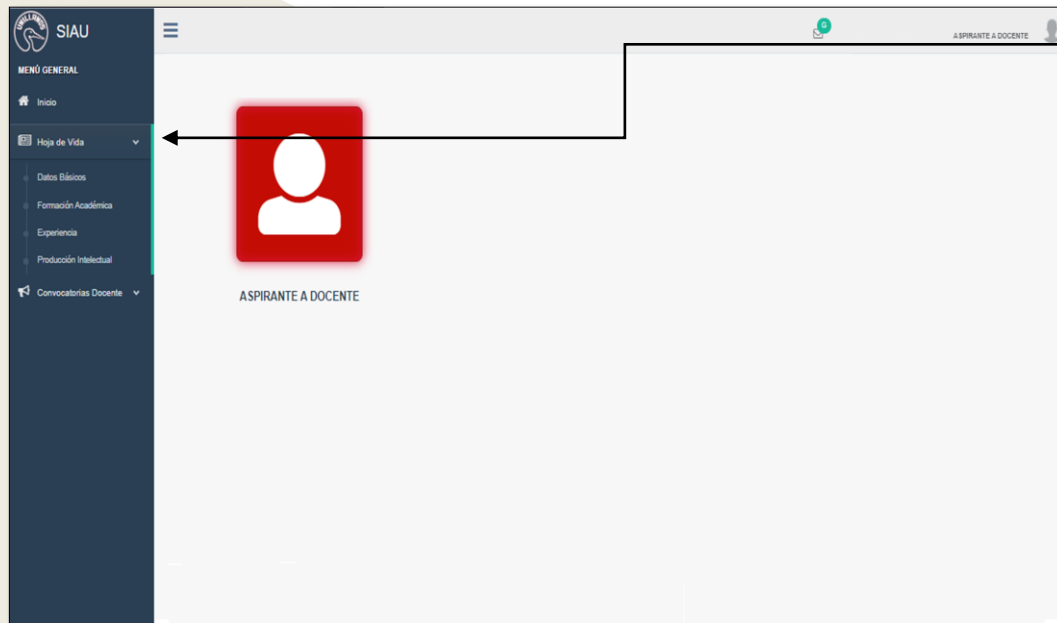 UNILLANOS
SIAU
ASPIRANTE A DOCENTE
G
MENÚ GENERAL
Inicio
Hoja de Vida
Datos Básicos
Formación Académica
Experiencia
Producción Intelectual
Convocatorias Docente
ASPIRANTE A DOCENTE